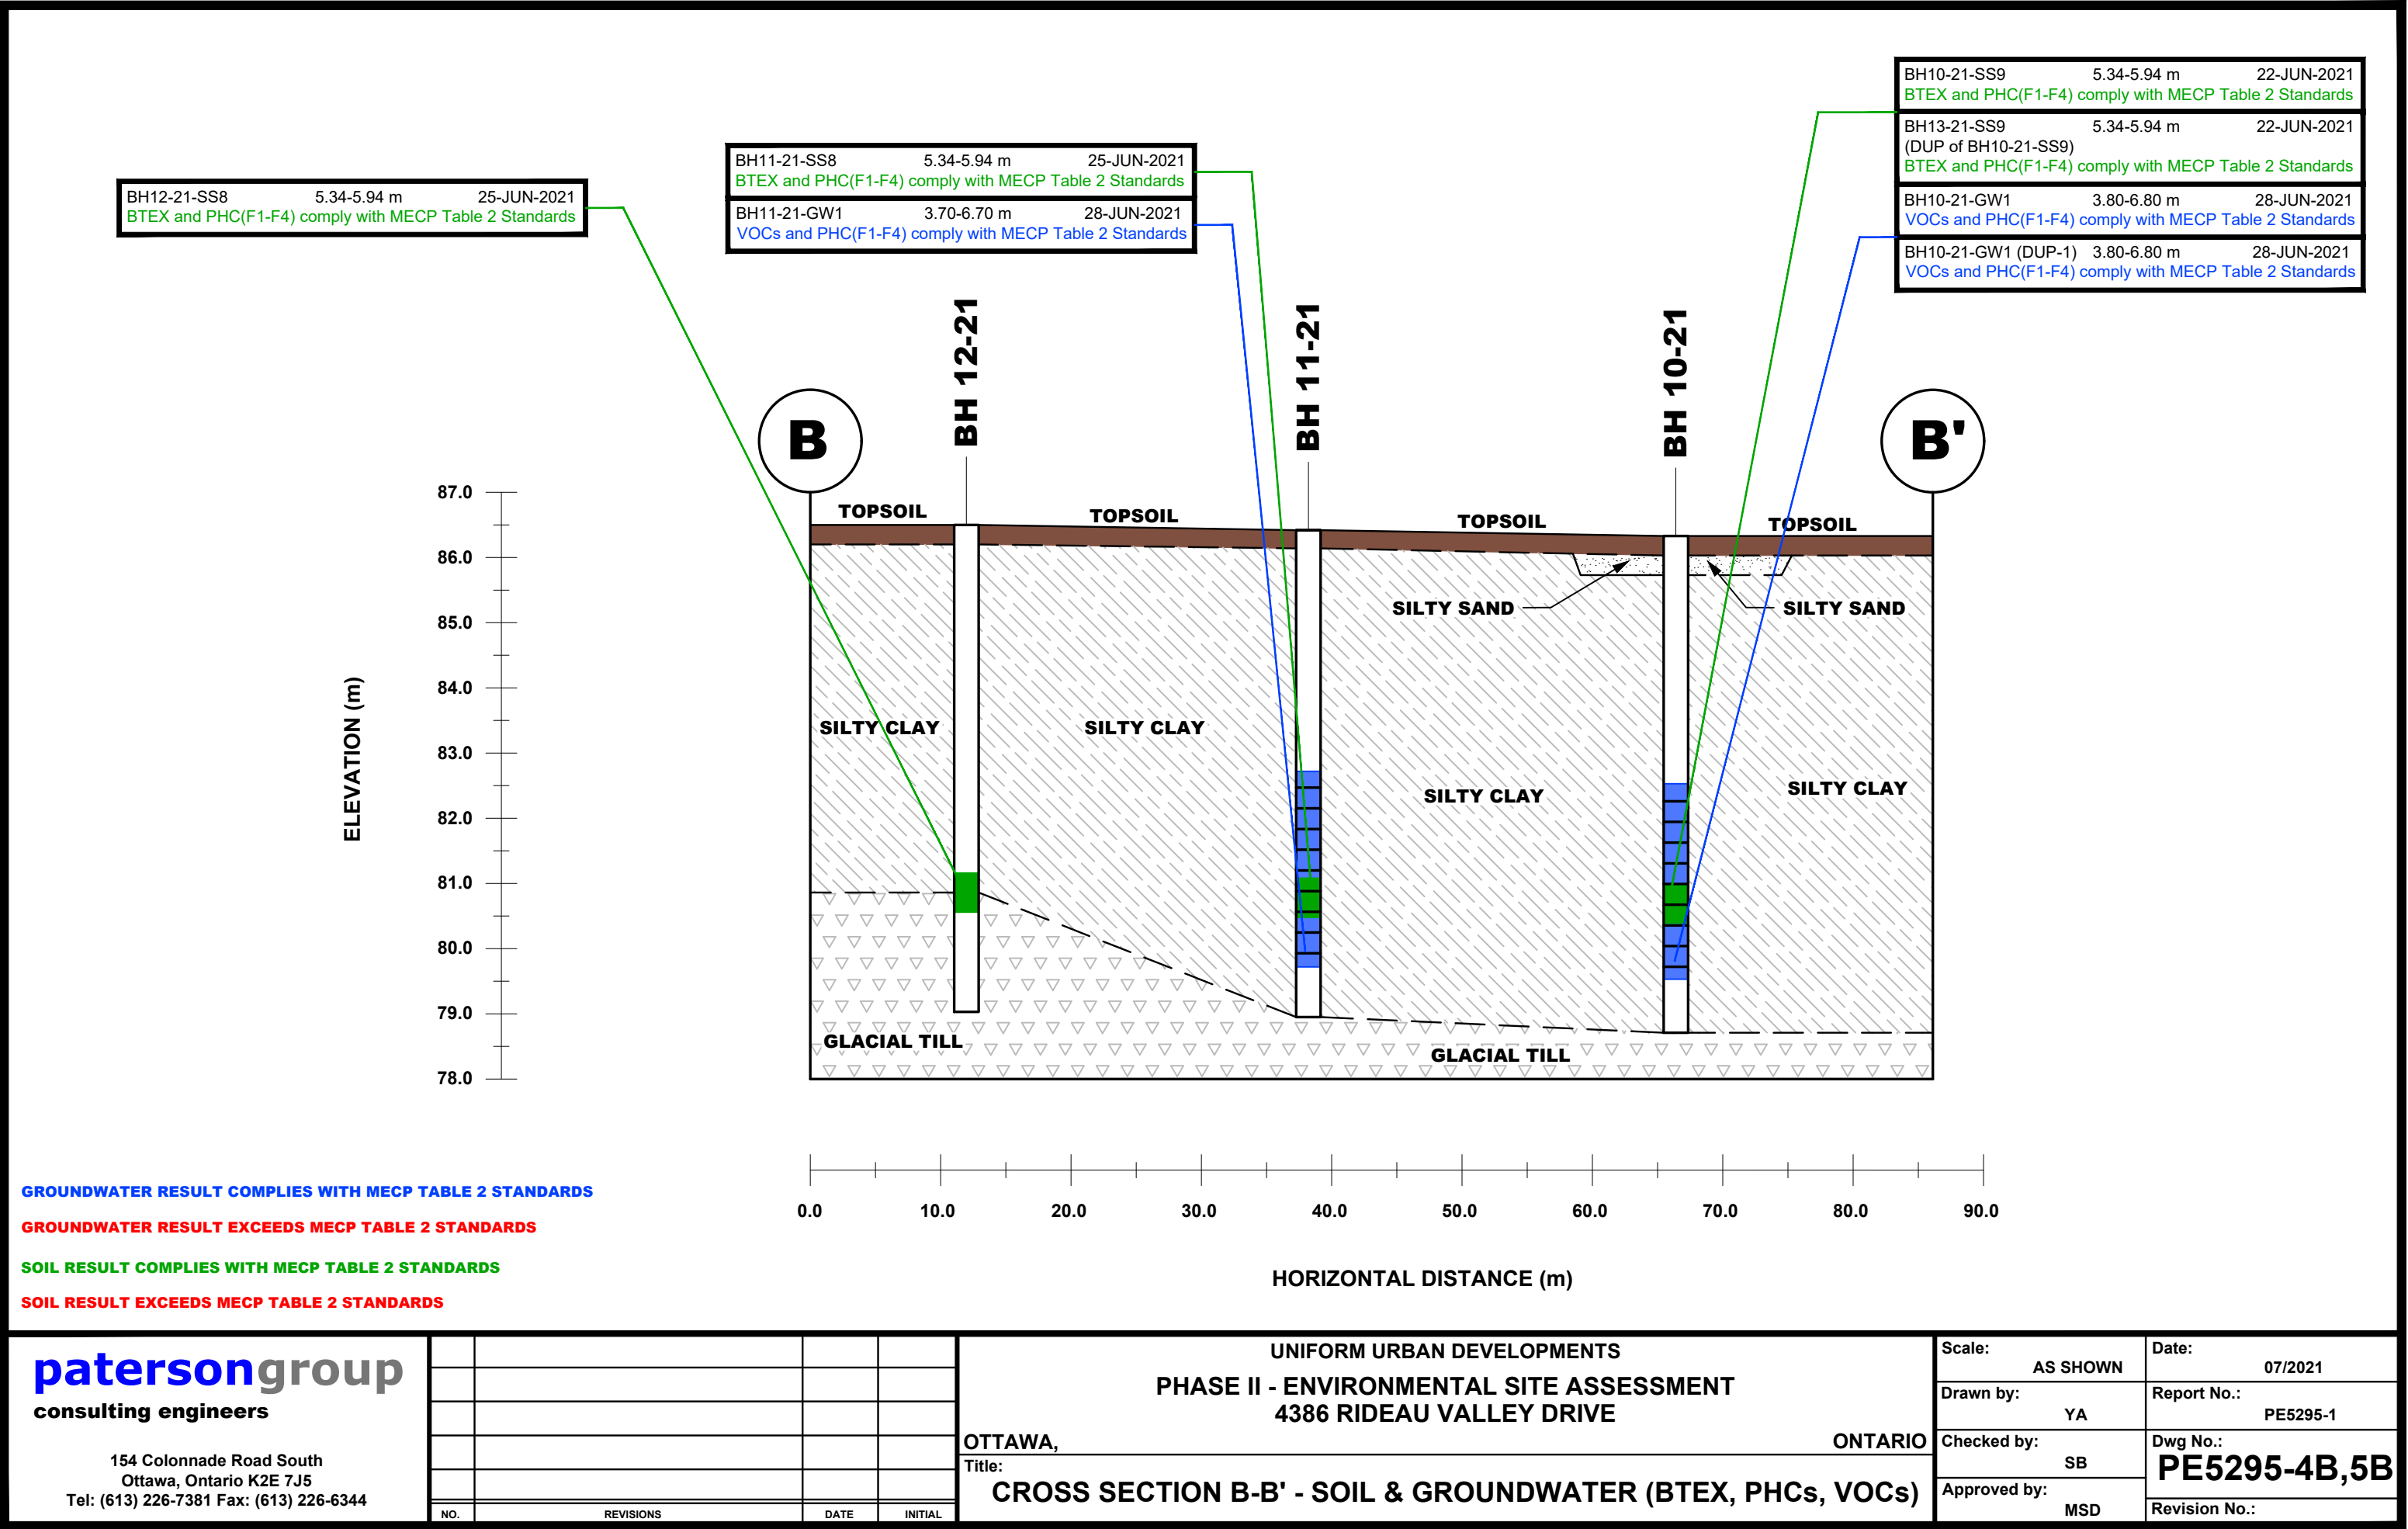 BH10-21-SS9 5.34-5.94 m 22-JUN-2021
BTEX and PHC(F1-F4) comply with MECP Table 2 Standards
BH13-21-SS9 5.34-5.94 m 22-JUN-2021
(DUP of BH10-21-SS9)
BTEX and PHC(F1-F4) comply with MECP Table 2 Standards
BH10-21-GW1 3.80-6.80 m 28-JUN-2021
VOCs and PHC(F1-F4) comply with MECP Table 2 Standards
BH10-21-GW1 (DUP-1) 3.80-6.80 m 28-JUN-2021
VOCs and PHC(F1-F4) comply with MECP Table 2 Standards
BH11-21-SS8 5.34-5.94 m 25-JUN-2021
BTEX and PHC(F1-F4) comply with MECP Table 2 Standards
BH11-21-GW1 3.70-6.70 m 28-JUN-2021
VOCs and PHC(F1-F4) comply with MECP Table 2 Standards
BH12-21-SS8 5.34-5.94 m 25-JUN-2021
BTEX and PHC(F1-F4) comply with MECP Table 2 Standards
BH 12-21
BH 11-21
BH 10-21
B
B'
TOPSOIL
TOPSOIL
TOPSOIL
TOPSOIL
SILTY SAND
SILTY SAND
SILTY CLAY
SILTY CLAY
SILTY CLAY
SILTY CLAY
GLACIAL TILL
GLACIAL TILL
ELEVATION (m)
87.0
86.0
85.0
84.0
83.0
82.0
81.0
80.0
79.0
78.0
0.0 10.0 20.0 30.0 40.0 50.0 60.0 70.0 80.0 90.0
HORIZONTAL DISTANCE (m)
GROUNDWATER RESULT COMPLIES WITH MECP TABLE 2 STANDARDS
GROUNDWATER RESULT EXCEEDS MECP TABLE 2 STANDARDS
SOIL RESULT COMPLIES WITH MECP TABLE 2 STANDARDS
SOIL RESULT EXCEEDS MECP TABLE 2 STANDARDS
patersongroup
consulting engineers
154 Colonnade Road South
Ottawa, Ontario K2E 7J5
Tel: (613) 226-7381 Fax: (613) 226-6344
NO. REVISIONS DATE INITIAL
UNIFORM URBAN DEVELOPMENTS
PHASE II - ENVIRONMENTAL SITE ASSESSMENT
4386 RIDEAU VALLEY DRIVE
OTTAWA, ONTARIO
Title:
CROSS SECTION B-B' - SOIL & GROUNDWATER (BTEX, PHCs, VOCs)
Scale:
AS SHOWN
Date:
07/2021
Drawn by:
YA
Report No.:
PE5295-1
Checked by:
SB
Dwg No.:
PE5295-4B,5B
Approved by:
MSD
Revision No.: